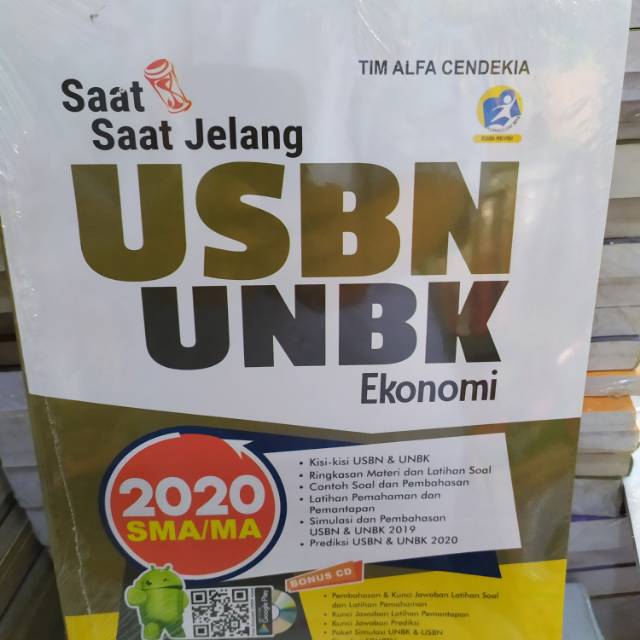 TIM ALFA CENDEKIA
Saat
Saat Jelang
EDISI REVISI
USBN
UNBK
Ekonomi
2020
SMA/MA
• Kisi-kisi USBN & UNBK
• Ringkasan Materi dan Latihan Soal
• Contoh Soal dan Pembahasan
• Latihan Pemahaman dan
Pemantapan
• Simulasi dan Pembahasan
USBN & UNBK 2019
• Prediksi USBN & UNBK 2020
BONUS CD
• Pembahasan & Kunci Jawaban Latihan Soal
dan Latihan Pemahaman
• Kunci Jawaban Latihan Pemantapan
• Kunci Jawaban Prediksi
• Paket Simulasi UNBK & USBN